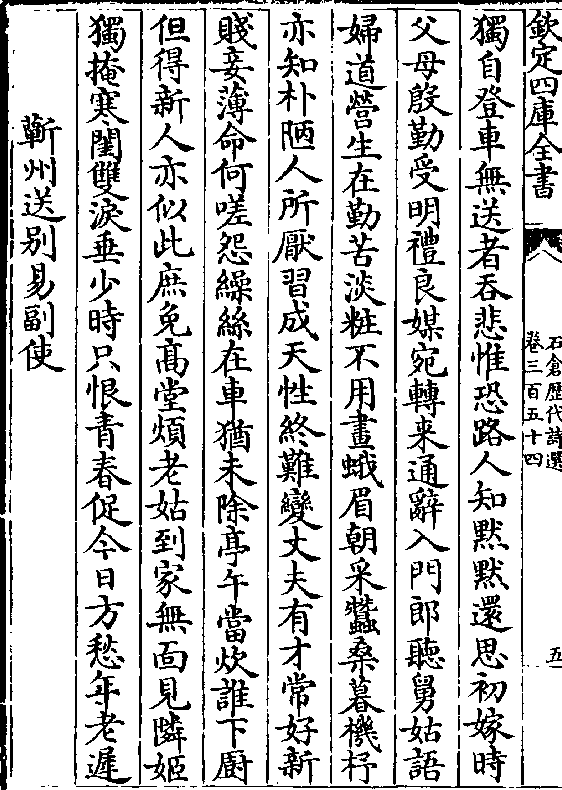 欽定四庫全書
石倉歷代詩選
卷三百五十四
五
獨自登車無送者吞悲惟恐路人知默默還思初嫁時
父母殷勤受明禮良媒宛轉来通辭入門郎聽舅姑語
婦道營生在勤苦淡粧不用畫蛾眉朝采蠶桑暮機杼
亦知朴陋人所厭習成天性終難變丈夫有才常好新
賤妾薄命何嗟怨繰絲在車猶未除亭午當炊誰下廚
但得新人亦似此庶免髙堂煩老姑到家無面見隣姬
獨掩寒閨雙淚垂少時只恨青春促今日方愁年老遲
蘄州送别易副使